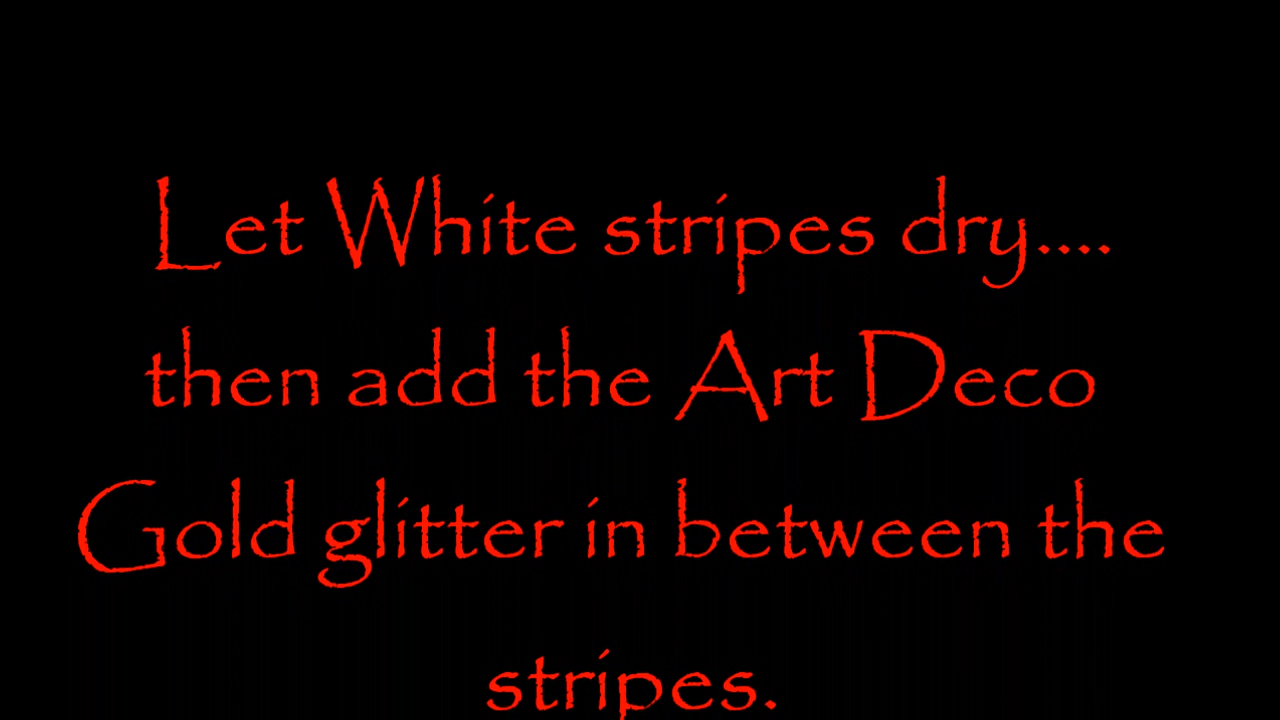 Let White stripes dry....
then add the Art Deco
Gold glitter in between the
stripes.